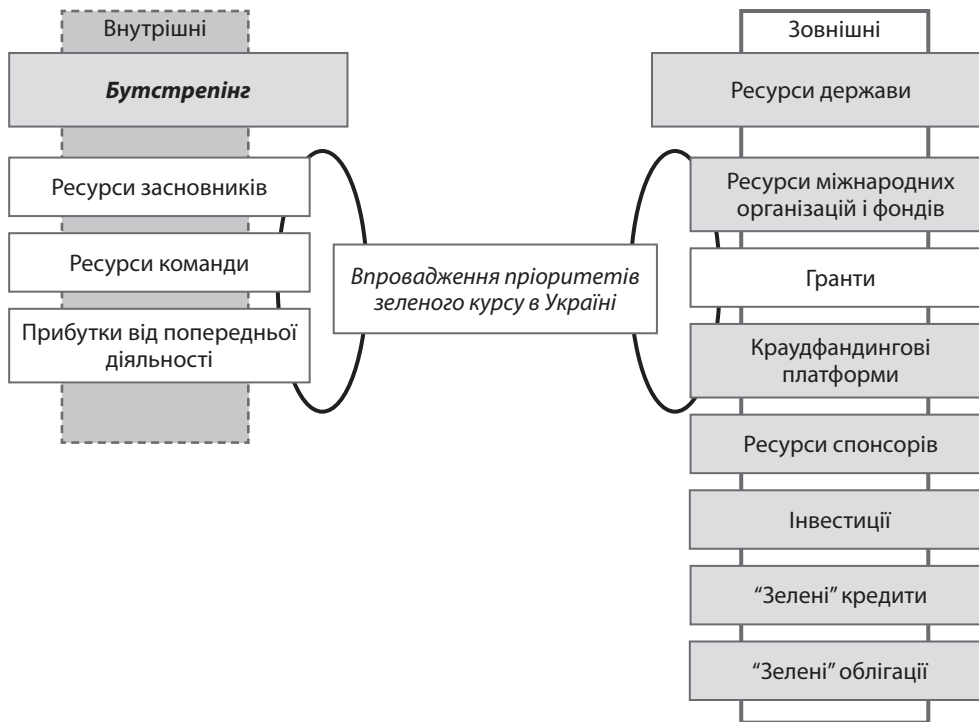 Внутрішні
Бутстрепінг
Ресурси засновників
Ресурси команди
Прибутки від попередньої
діяльності
Впровадження пріоритетів
зеленого курсу в Україні
Зовнішні
Ресурси держави
Ресурси міжнародних
організацій і фондів
Гранти
Краудфандингові
платформи
Ресурси спонсорів
Інвестиції
“Зелені” кредити
“Зелені” облігації